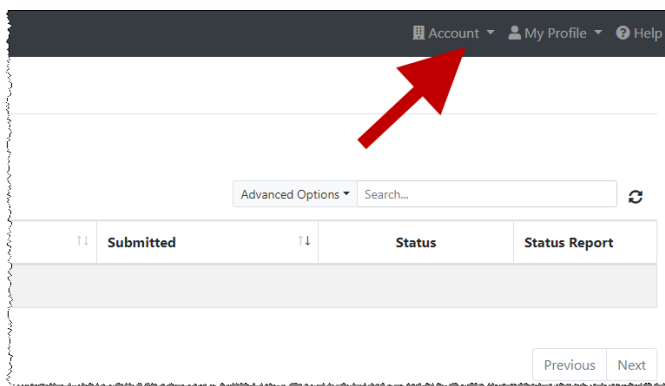 Account My Profile Help
Advanced Options Search...
Submitted Status Status Report
Previous Next